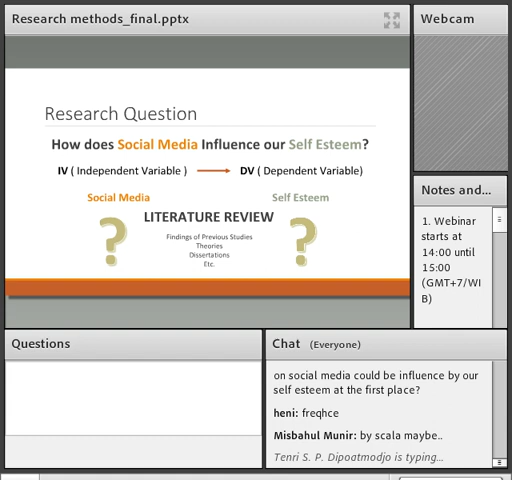 Research methods_final.pptx
Webcam
Research Question
How does Social Media Influence our Self Esteem?
IV ( Independent Variable )
DV ( Dependent Variable)
Social Media
Self Esteem
?
LITERATURE REVIEW
?
Findings of Previous Studies
Theories
Dissertations
Etc.
Notes and...
1. Webinar
starts at
14:00 until
15:00
(GMT+7/WI
B)
Questions
Chat (Everyone)
on social media could be influence by our
self esteem at the first place?
heni: freqhce
Misbahul Munir: by scala maybe..
Tenri S. P. Dipoatmodjo is typing...